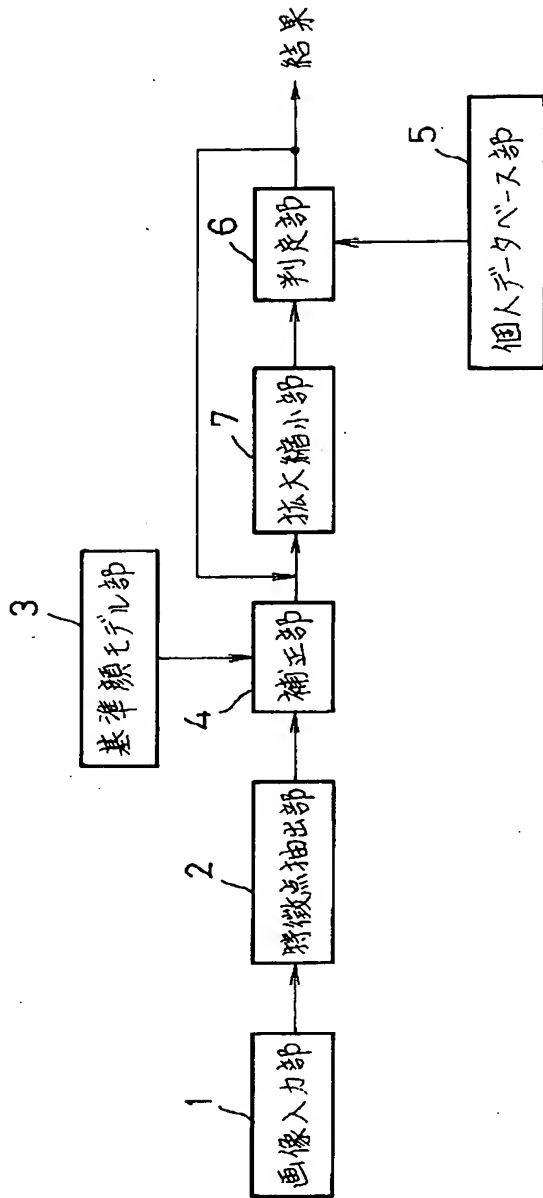 1
画像入力部
2
特徴点抽出部
3
基準顔モデル部
4
補正部
7
拡大縮小部
6
判定部
5
個人データベース部
結果